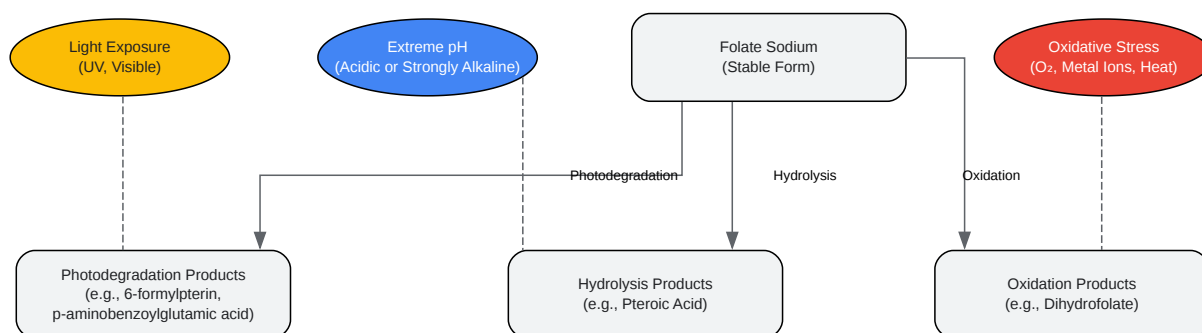 Light Exposure
(UV, Visible)
Extreme pH
(Acidic or Strongly Alkaline)
Folate Sodium
(Stable Form)
Oxidative Stress
(O₂, Metal Ions, Heat)
Photodegradation
Hydrolysis
Oxidation
Photodegradation Products
(e.g., 6-formylpterin,
p-aminobenzoylglutamic acid)
Hydrolysis Products
(e.g., Pteroic Acid)
Oxidation Products
(e.g., Dihydrofolate)